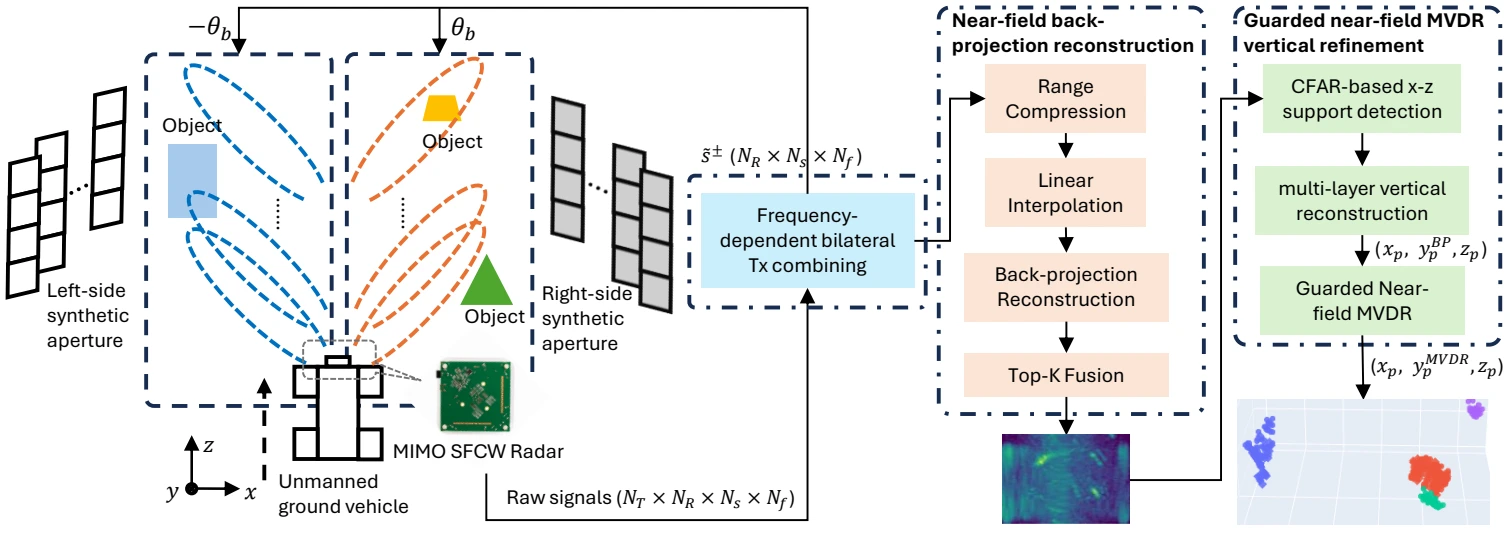 −θ_b
θ_b
Object
Object
Object
Left-side
synthetic
aperture
Right-side
synthetic
aperture
MIMO SFCW Radar
z
y
x
Unmanned
ground vehicle
Raw signals (N_T × N_R × N_s × N_f)
s̃^± (N_R × N_s × N_f)
Frequency-
dependent bilateral
Tx combining
Near-field back-
projection reconstruction
Range
Compression
Linear
Interpolation
Back-projection
Reconstruction
Top-K Fusion
Guarded near-field MVDR
vertical refinement
CFAR-based x-z
support detection
multi-layer vertical
reconstruction
(x_p, y_p^{BP}, z_p)
Guarded Near-
field MVDR
(x_p, y_p^{MVDR}, z_p)